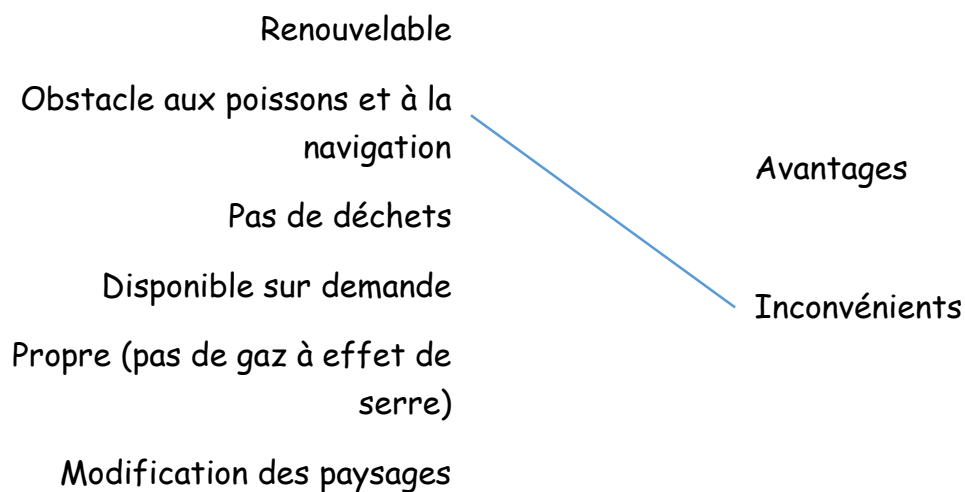 Renouvelable
Obstacle aux poissons et à la
navigation
Pas de déchets
Disponible sur demande
Propre (pas de gaz à effet de
serre)
Modification des paysages
Avantages
Inconvénients